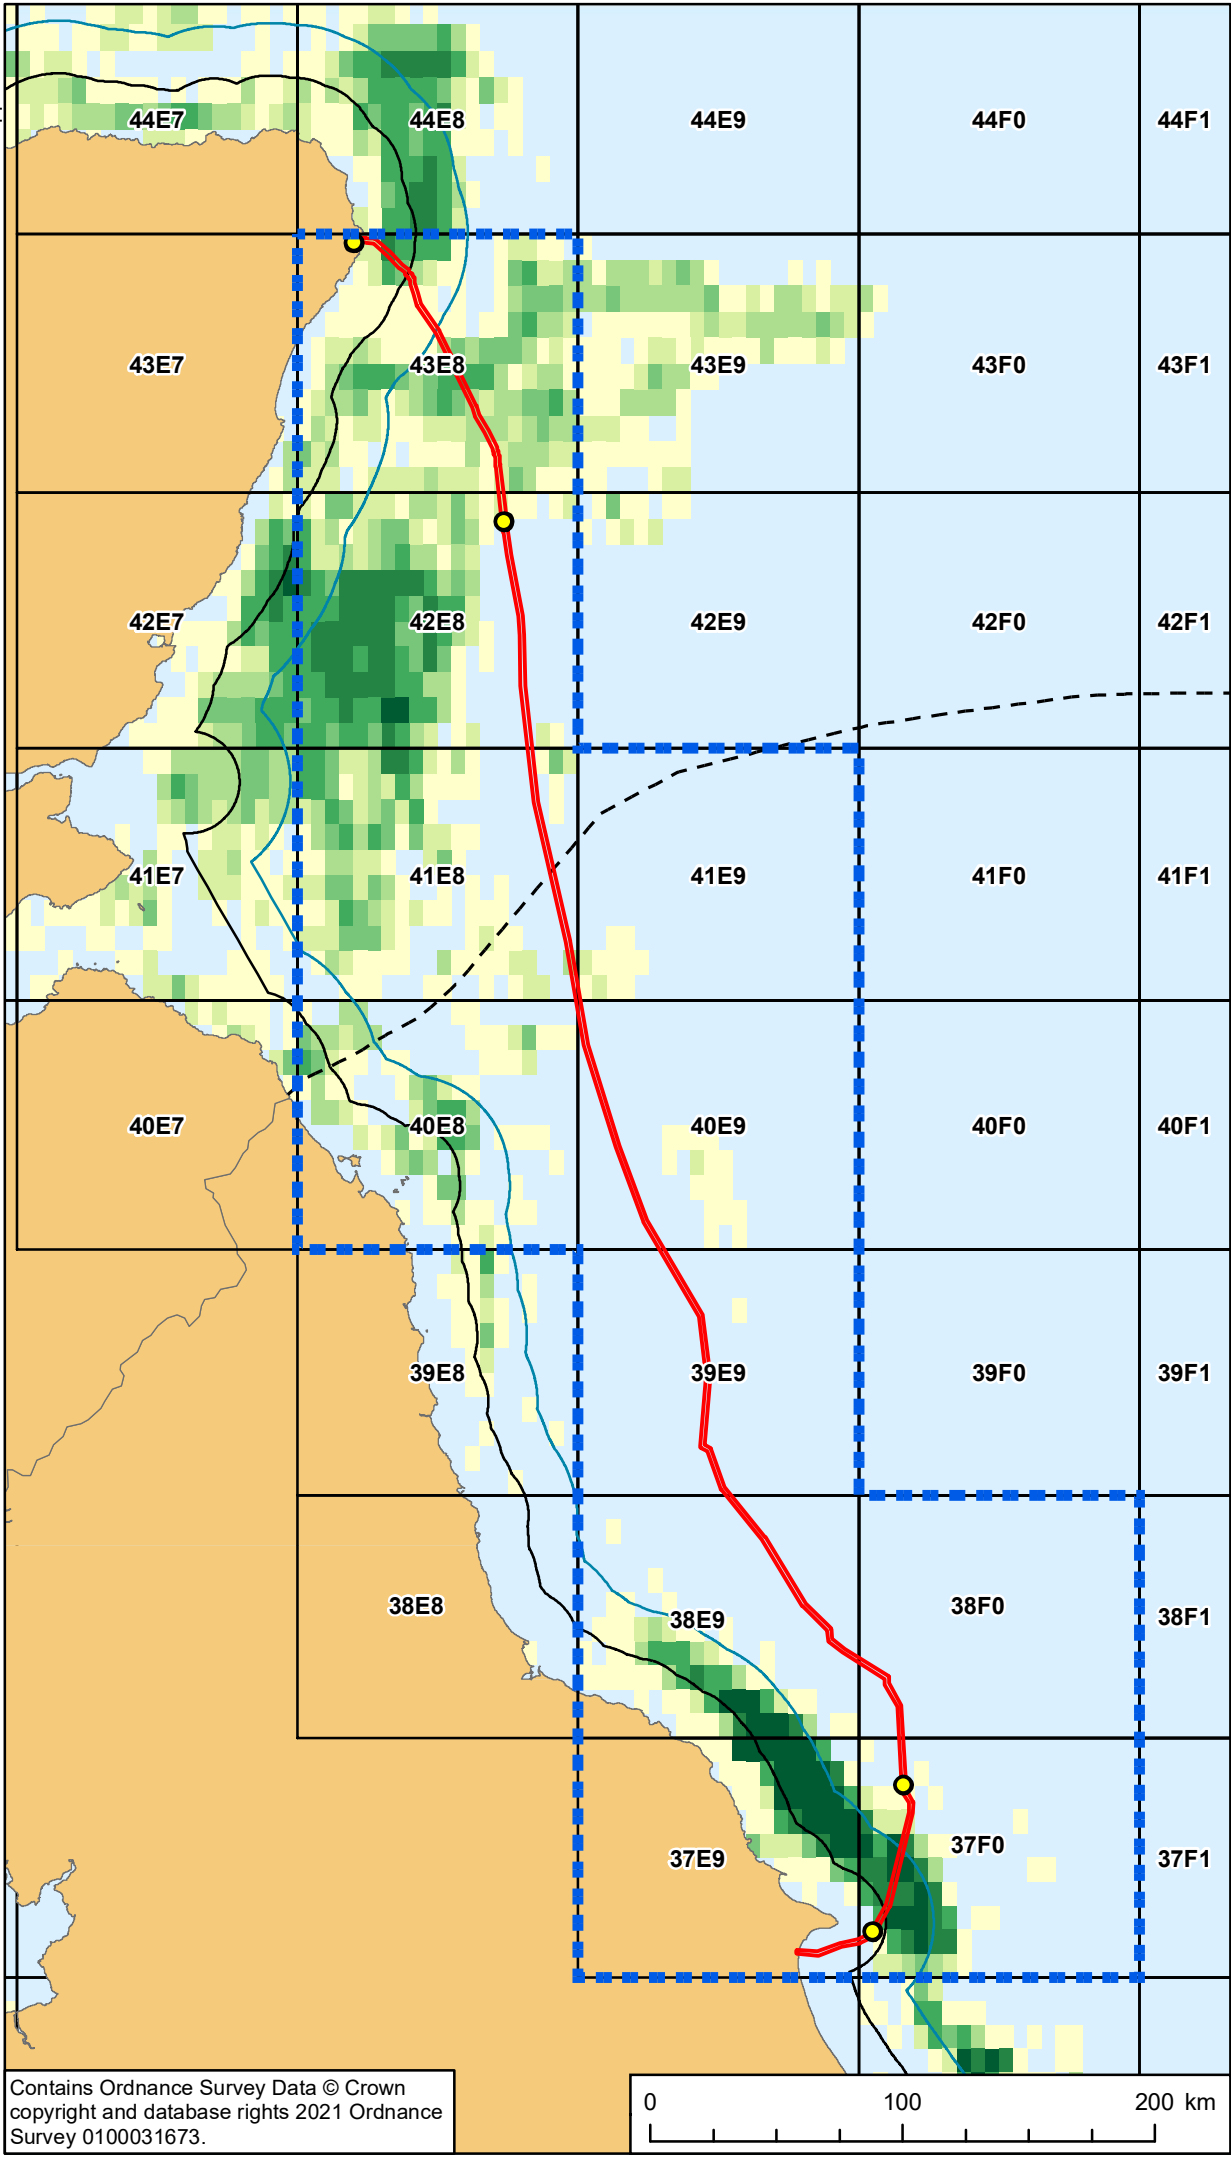 44E7 44E8 44E9 44F0 44F1
43E7 43E8 43E9 43F0 43F1
42E7 42E8 42E9 42F0 42F1
41E7 41E8 41E9 41F0 41F1
40E7 40E8 40E9 40F0 40F1
39E8 39E9 39F0 39F1
38E8 38E9 38F0 38F1
37E9 37F0 37F1
Contains Ordnance Survey Data © Crown
copyright and database rights 2021 Ordnance
Survey 0100031673.
0 100 200 km